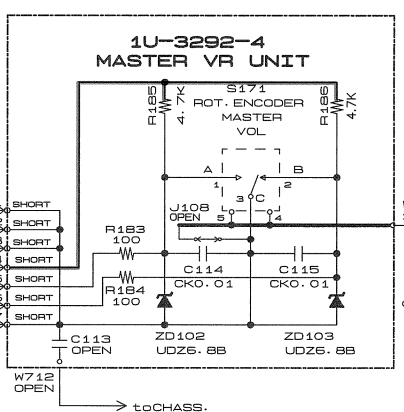 1U-3292-4
MASTER VR UNIT
R185
4.7K
S171
ROT. ENCODER
MASTER
VOL
R186
4.7K
A
B
1
2
3
C
SHORT
J108
OPEN
5
4
SHORT
SHORT
R183
100
SHORT
SHORT
C114
CK0.01
C115
CK0.01
SHORT
R184
100
SHORT
ZD102
UDZ6.8B
ZD103
UDZ6.8B
C113
OPEN
W712
OPEN
toCHASS.